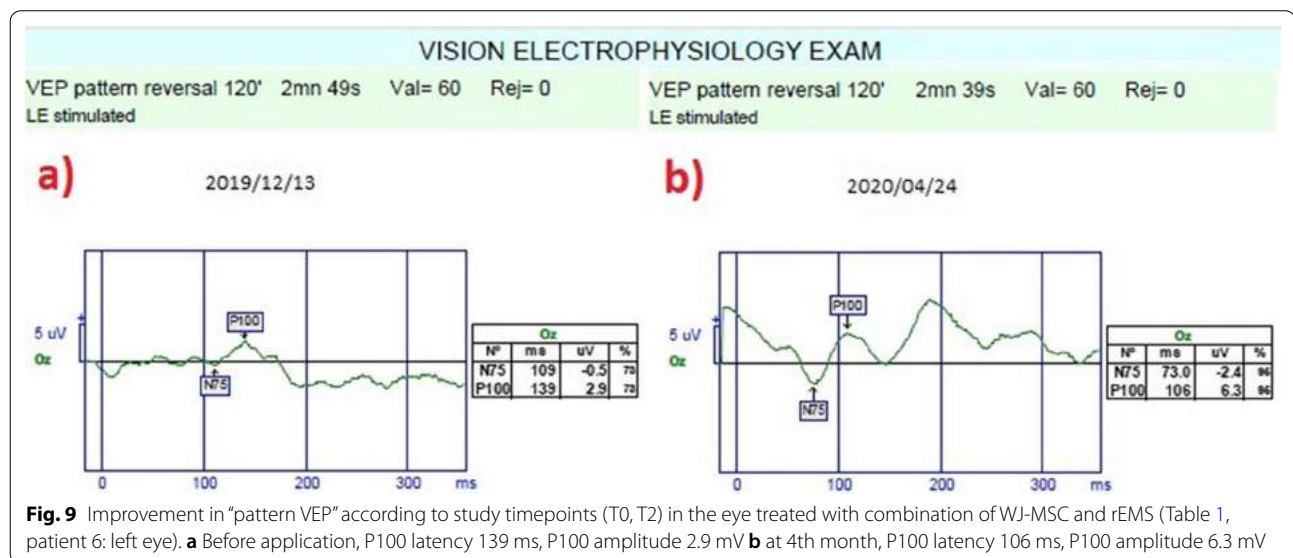 VISION ELECTROPHYSIOLOGY EXAM
VEP pattern reversal 120' 2mn 49s Val= 60 Rej= 0
LE stimulated
VEP pattern reversal 120' 2mn 39s Val= 60 Rej= 0
LE stimulated
a)
2019/12/13
b)
2020/04/24
+
5 uV
Oz
P100
N75
0 100 200 300 ms
Oz
N° ms uV %
N75 109 -0.5 73
P100 139 2.9 73
+
5 uV
Oz
P100
N75
0 100 200 300 ms
Oz
N° ms uV %
N75 73.0 -2.4 96
P100 106 6.3 96
Fig. 9 Improvement in “pattern VEP” according to study timepoints (T0, T2) in the eye treated with combination of WJ-MSC and rEMS (Table 1,
patient 6: left eye). a Before application, P100 latency 139 ms, P100 amplitude 2.9 mV b at 4th month, P100 latency 106 ms, P100 amplitude 6.3 mV